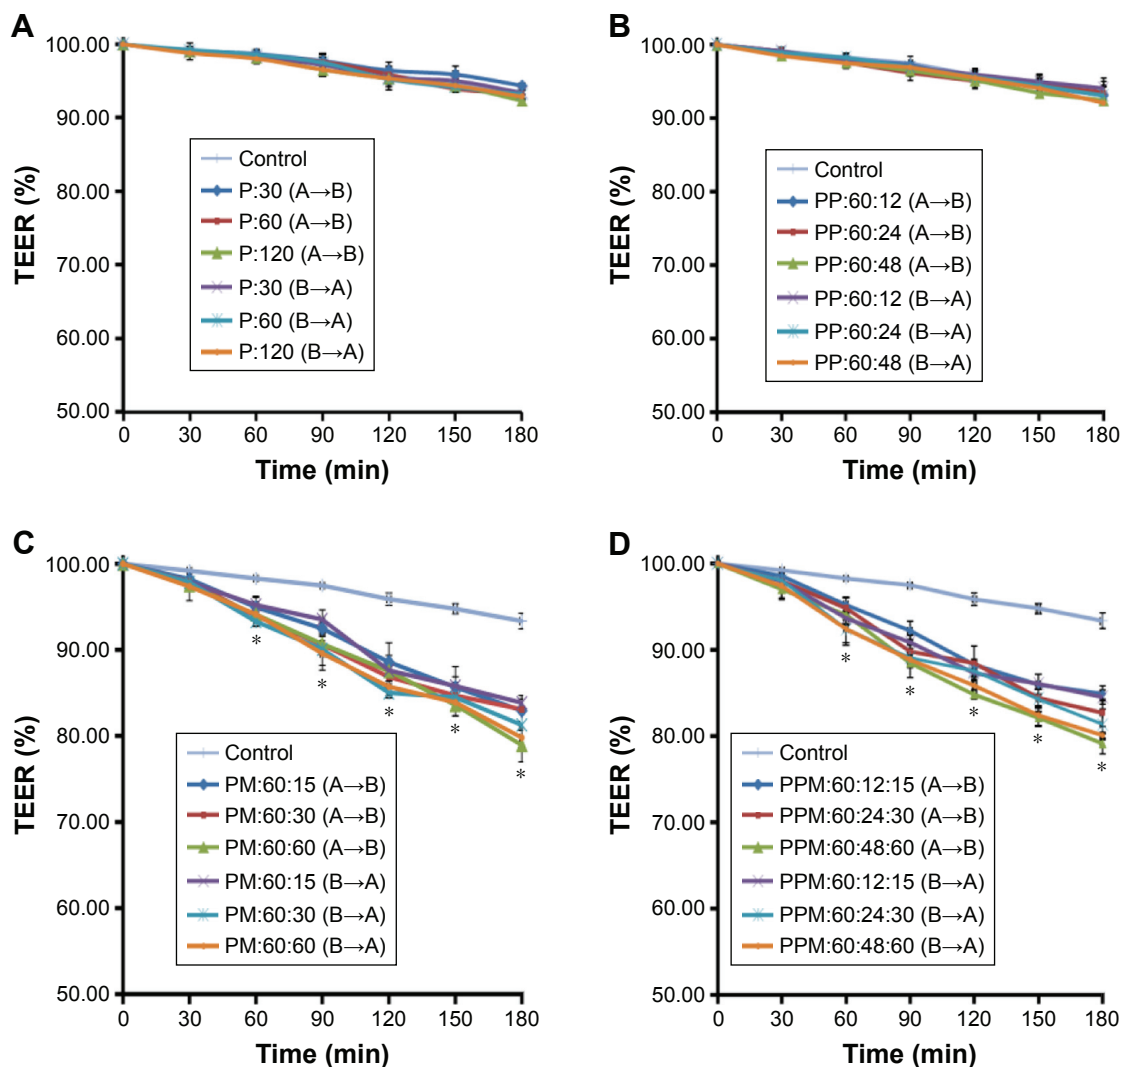 A
100.00
90.00
80.00
70.00
60.00
50.00
TEER (%)
Control
P:30 (A→B)
P:60 (A→B)
P:120 (A→B)
P:30 (B→A)
P:60 (B→A)
P:120 (B→A)
0 30 60 90 120 150 180
Time (min)
B
100.00
90.00
80.00
70.00
60.00
50.00
TEER (%)
Control
PP:60:12 (A→B)
PP:60:24 (A→B)
PP:60:48 (A→B)
PP:60:12 (B→A)
PP:60:24 (B→A)
PP:60:48 (B→A)
0 30 60 90 120 150 180
Time (min)
C
100.00
90.00
80.00
70.00
60.00
50.00
TEER (%)
* * * * *
Control
PM:60:15 (A→B)
PM:60:30 (A→B)
PM:60:60 (A→B)
PM:60:15 (B→A)
PM:60:30 (B→A)
PM:60:60 (B→A)
0 30 60 90 120 150 180
Time (min)
D
100.00
90.00
80.00
70.00
60.00
50.00
TEER (%)
* * * * *
Control
PPM:60:12:15 (A→B)
PPM:60:24:30 (A→B)
PPM:60:48:60 (A→B)
PPM:60:12:15 (B→A)
PPM:60:24:30 (B→A)
PPM:60:48:60 (B→A)
0 30 60 90 120 150 180
Time (min)